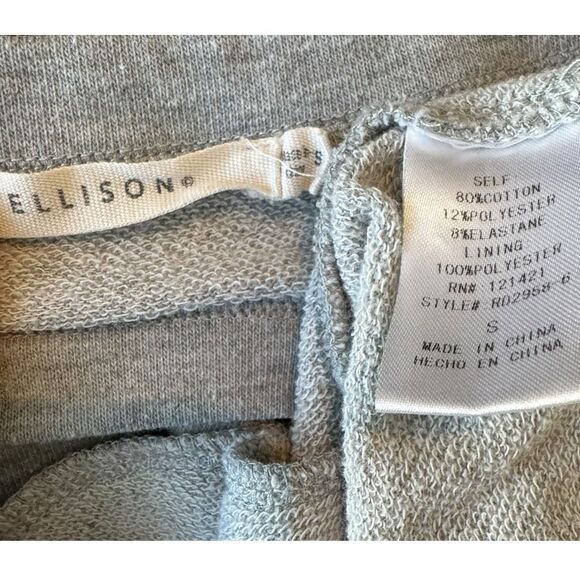 ELLISON©
S
SELF
80%COTTON
12%POLYESTER
8%ELASTANE
LINING
100%POLYESTER
RN# 121421
STYLE# RD2958-6
S
MADE IN CHINA
HECHO EN CHINA